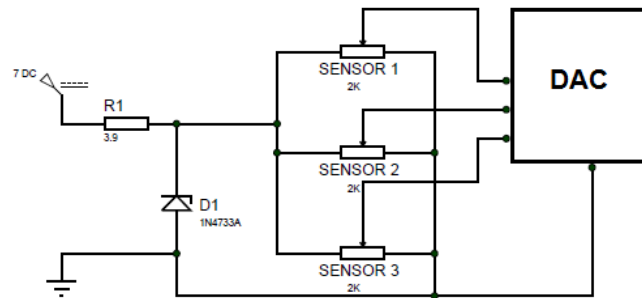 7 DC
R1
3.9
D1
1N4733A
SENSOR 1
2K
SENSOR 2
2K
SENSOR 3
2K
DAC